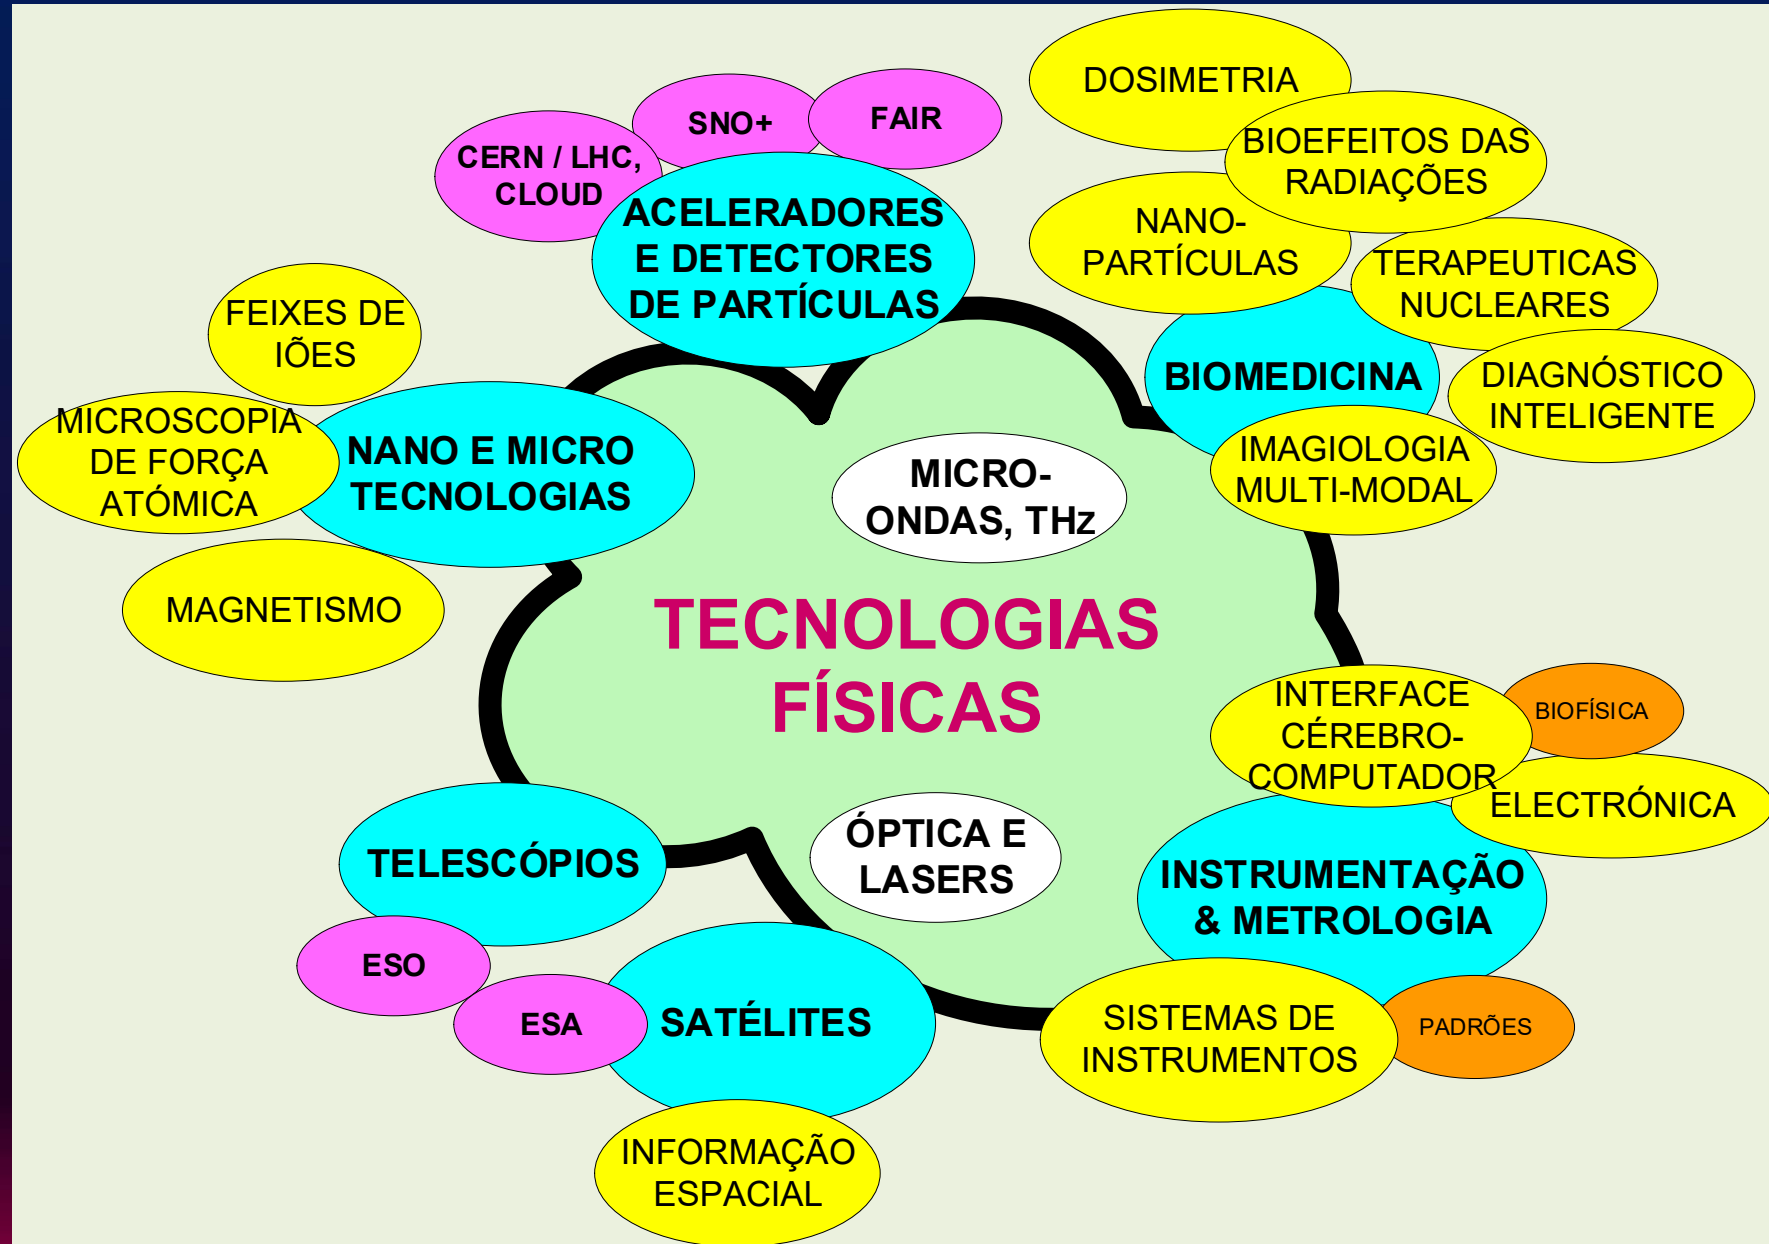 DOSIMETRIA
SNO+
FAIR
CERN / LHC,
CLOUD
BIOEFEITOS DAS
RADIAÇÕES
ACELERADORES
E DETECTORES
DE PARTÍCULAS
NANO-
PARTÍCULAS
TERAPEUTICAS
NUCLEARES
FEIXES DE
IÕES
BIOMEDICINA
DIAGNÓSTICO
INTELIGENTE
MICROSCOPIA
DE FORÇA
ATÓMICA
NANO E MICRO
TECNOLOGIAS
IMAGIOLOGIA
MULTI-MODAL
MICRO-
ONDAS, THz
MAGNETISMO
TECNOLOGIAS
FÍSICAS
INTERFACE
CÉREBRO-
COMPUTADOR
BIOFÍSICA
ELECTRÓNICA
TELESCÓPIOS
ÓPTICA E
LASERS
INSTRUMENTAÇÃO
& METROLOGIA
ESO
ESA
SATÉLITES
SISTEMAS DE
INSTRUMENTOS
PADRÕES
INFORMAÇÃO
ESPACIAL